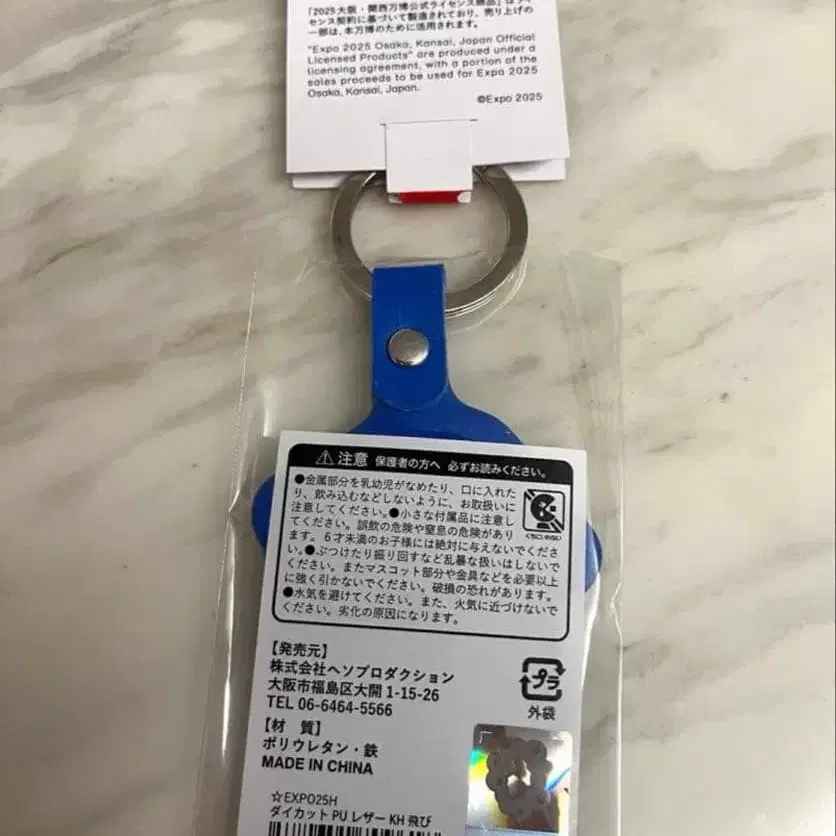 「2025大阪・関西万博公式ライセンス商品」はライ
センス契約に基づいて製造されており、売り上げの
一部は、本万博のために活用されます。
"Expo 2025 Osaka, Kansai, Japan Official
Licensed Products" are produced under a
licensing agreement, with a portion of the
sales proceeds to be used for Expo 2025
Osaka, Kansai, Japan.
©Expo 2025
注意 保護者の方へ 必ずお読みください。
●金属部分を乳幼児がなめたり、口に入れた
り、飲み込むなどしないように、お取扱いに
注意してください。●小さな付属品に注意し
てください。誤飲の危険や窒息の危険があり
ます。6才未満のお子様には絶対に与えないでくださ
い。●ぶつけたり振り回すなど乱暴な扱いはしないで
ください。またマスコット部分や金具などを必要以上
に強く引かないでください。破損の恐れがあります。
●水気を避けてください。また、火気に近づけないで
ください。劣化の原因になります。
くちにいれない
【発売元】
株式会社ヘソプロダクション
大阪市福島区大開1-15-26
TEL 06-6464-5566
プラ
外袋
【材 質】
ポリウレタン・鉄
MADE IN CHINA
☆EXPO25H
ダイカット PU レザー KH 飛び